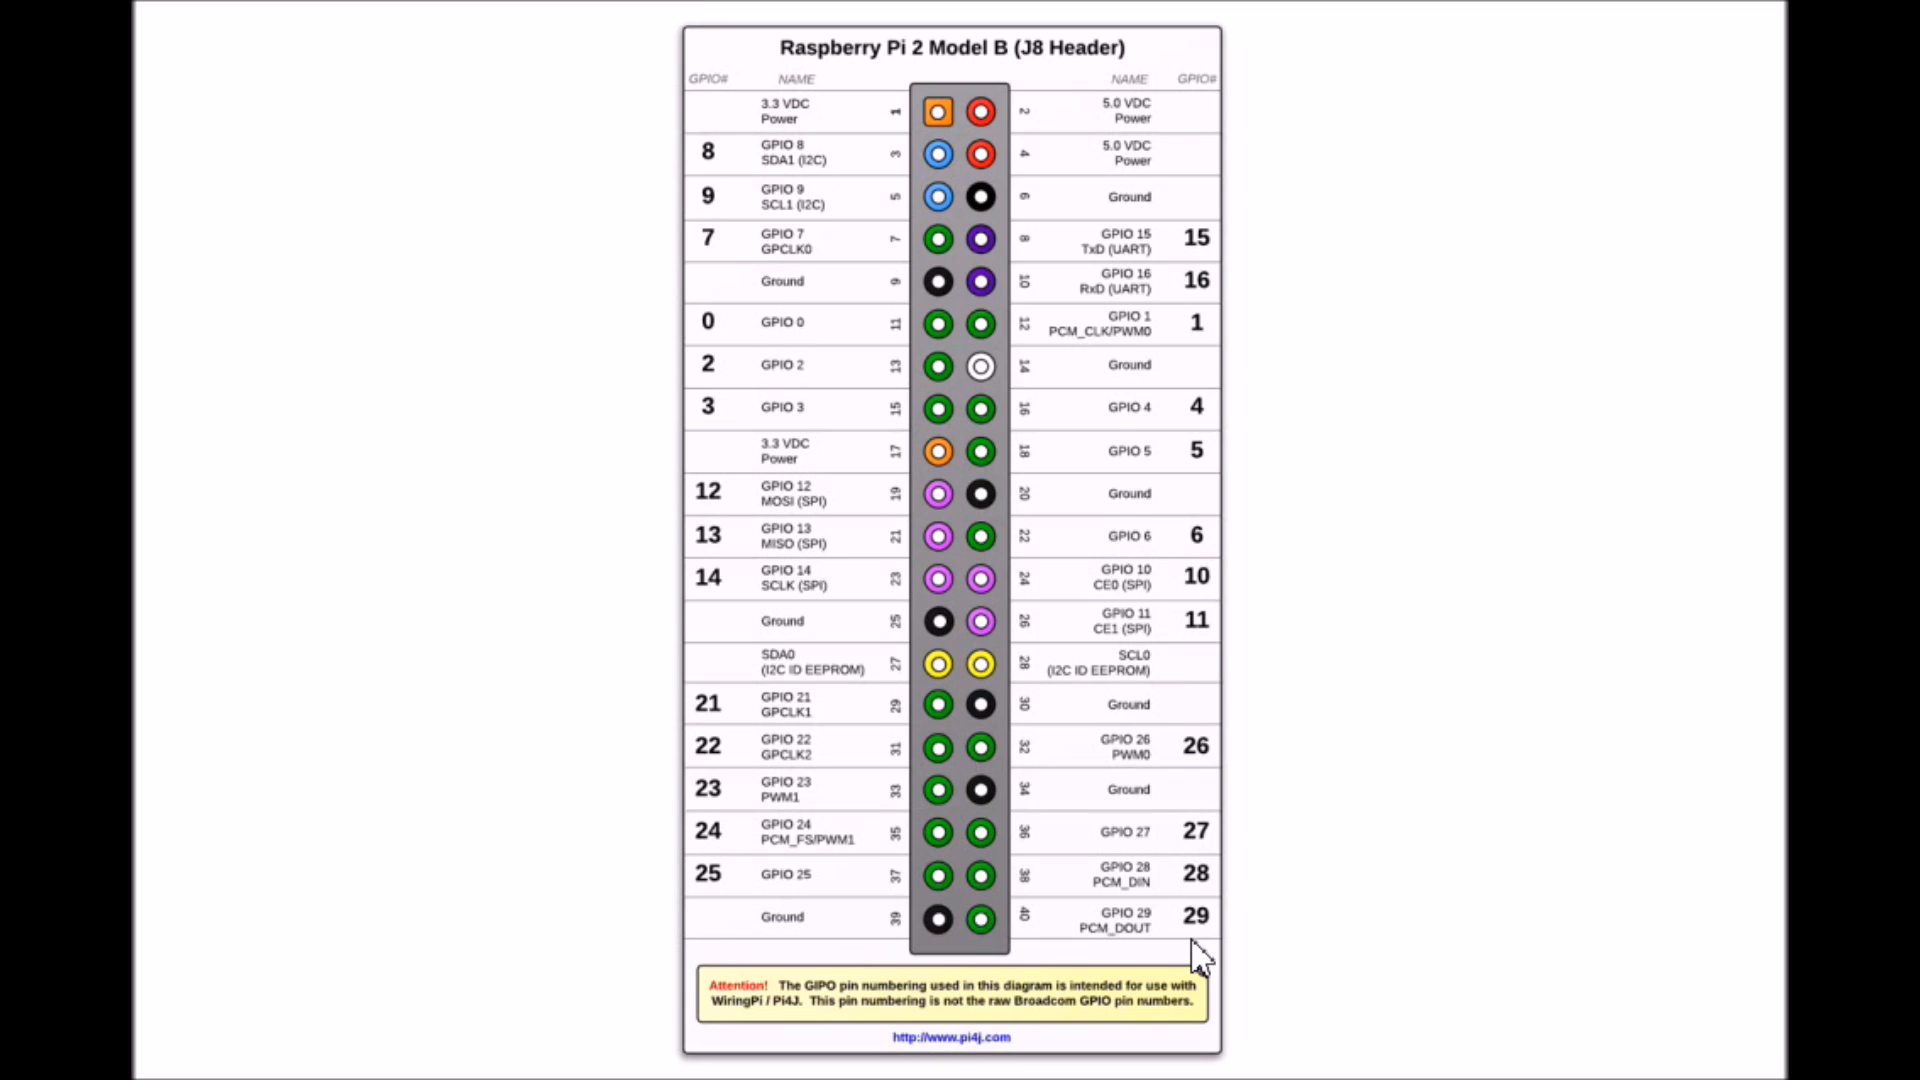 Raspberry Pi 2 Model B (J8 Header)
GPIO# NAME NAME GPIO#
3.3 VDC
Power
1 2
5.0 VDC
Power
8
GPIO 8
SDA1 (I2C)
3 4
5.0 VDC
Power
9
GPIO 9
SCL1 (I2C)
5 6
Ground
7
GPIO 7
GPCLK0
7 8
GPIO 15
TxD (UART)
15
Ground
9 10
GPIO 16
RxD (UART)
16
0
GPIO 0
11 12
GPIO 1
PCM_CLK/PWM0
1
2
GPIO 2
13 14
Ground
3
GPIO 3
15 16
GPIO 4
4
3.3 VDC
Power
17 18
GPIO 5
5
12
GPIO 12
MOSI (SPI)
19 20
Ground
13
GPIO 13
MISO (SPI)
21 22
GPIO 6
6
14
GPIO 14
SCLK (SPI)
23 24
GPIO 10
CE0 (SPI)
10
Ground
25 26
GPIO 11
CE1 (SPI)
11
SDA0
(I2C ID EEPROM)
27 28
SCL0
(I2C ID EEPROM)
21
GPIO 21
GPCLK1
29 30
Ground
22
GPIO 22
GPCLK2
31 32
GPIO 26
PWM0
26
23
GPIO 23
PWM1
33 34
Ground
24
GPIO 24
PCM_FS/PWM1
35 36
GPIO 27
27
25
GPIO 25
37 38
GPIO 28
PCM_DIN
28
Ground
39 40
GPIO 29
PCM_DOUT
29
Attention! The GIPO pin numbering used in this diagram is intended for use with
WiringPi / Pi4J. This pin numbering is not the raw Broadcom GPIO pin numbers.
http://www.pi4j.com